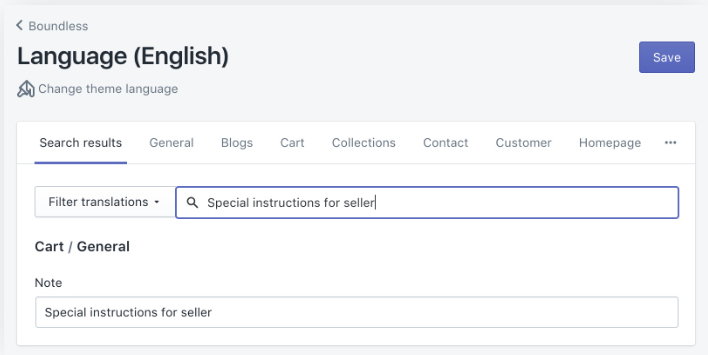 Boundless
Language (English)
Save
Change theme language
Search results General Blogs Cart Collections Contact Customer Homepage ...
Filter translations Special instructions for seller
Cart / General
Note
Special instructions for seller